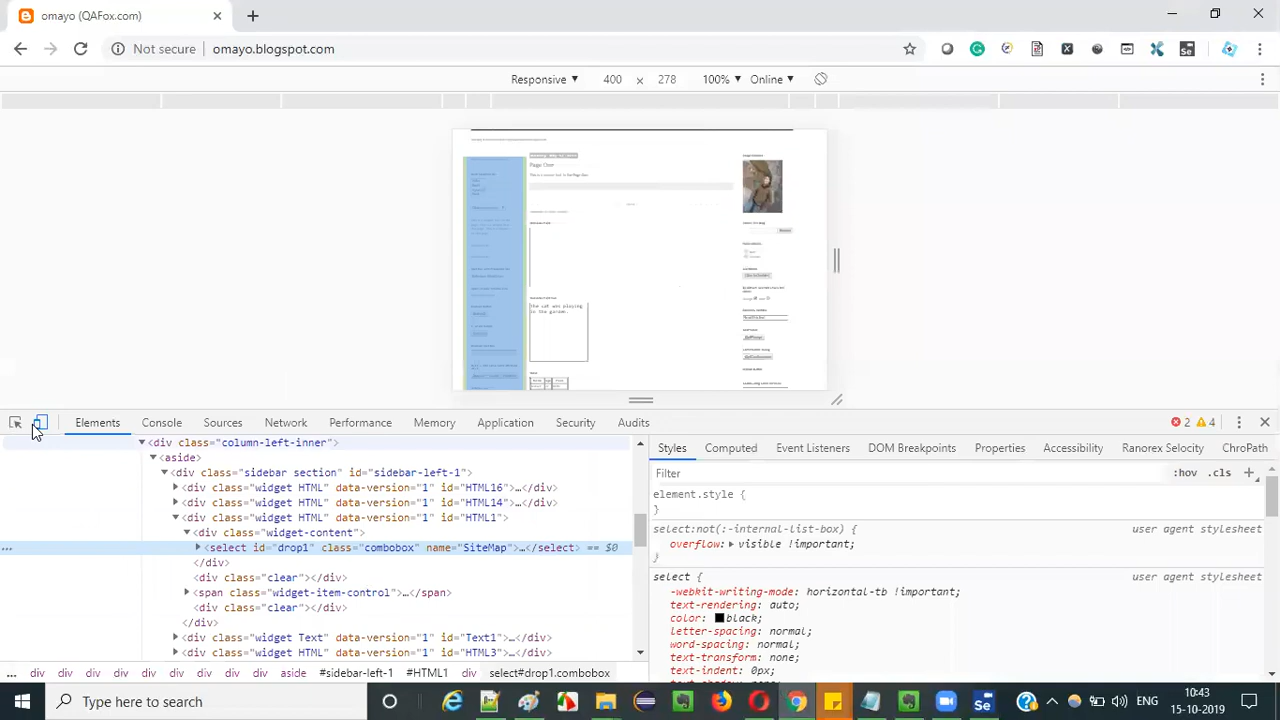 omayo (QAFox.com)
Not secure
omayo.blogspot.com
Responsive
400
×
278
100%
Online
Page One
The cat was playing
in the garden.
Elements
Console
Sources
Network
Performance
Memory
Application
Security
Audits
2
4
<div class="column-left-inner">
<aside>
<div class="sidebar section" id="sidebar-left-1">
<div class="widget HTML" data-version="1" id="HTML16">…</div>
<div class="widget HTML" data-version="1" id="HTML14">…</div>
<div class="widget HTML" data-version="1" id="HTML1">
<div class="widget-content">
<select id="drop1" class="combobox" name="SiteMap">…</select> == $0
</div>
<div class="clear"></div>
<span class="widget-item-control">…</span>
<div class="clear"></div>
</div>
<div class="widget Text" data-version="1" id="Text1">…</div>
<div class="widget HTML" data-version="1" id="HTML3">…</div>
... div div div div div div div aside #sidebar-left-1 #HTML1 div select#drop1.combobox
Styles
Computed
Event Listeners
DOM Breakpoints
Properties
Accessibility
Ranorex Selocity
ChroPath
Filter
:hov .cls
element.style {
}
select:not(:-internal-list-box) {
user agent stylesheet
overflow: visible !important;
}
select {
user agent stylesheet
-webkit-writing-mode: horizontal-tb !important;
text-rendering: auto;
color: black;
letter-spacing: normal;
word-spacing: normal;
text-transform: none;
text-indent: 0px;
Type here to search
ENG
10:43
15-10-2019